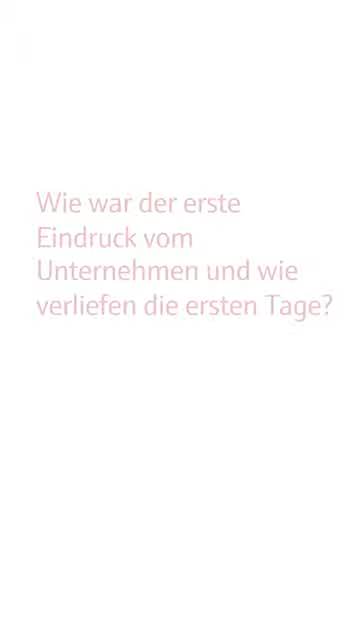 Wie war der erste
Eindruck vom
Unternehmen und wie
verliefen die ersten Tage?